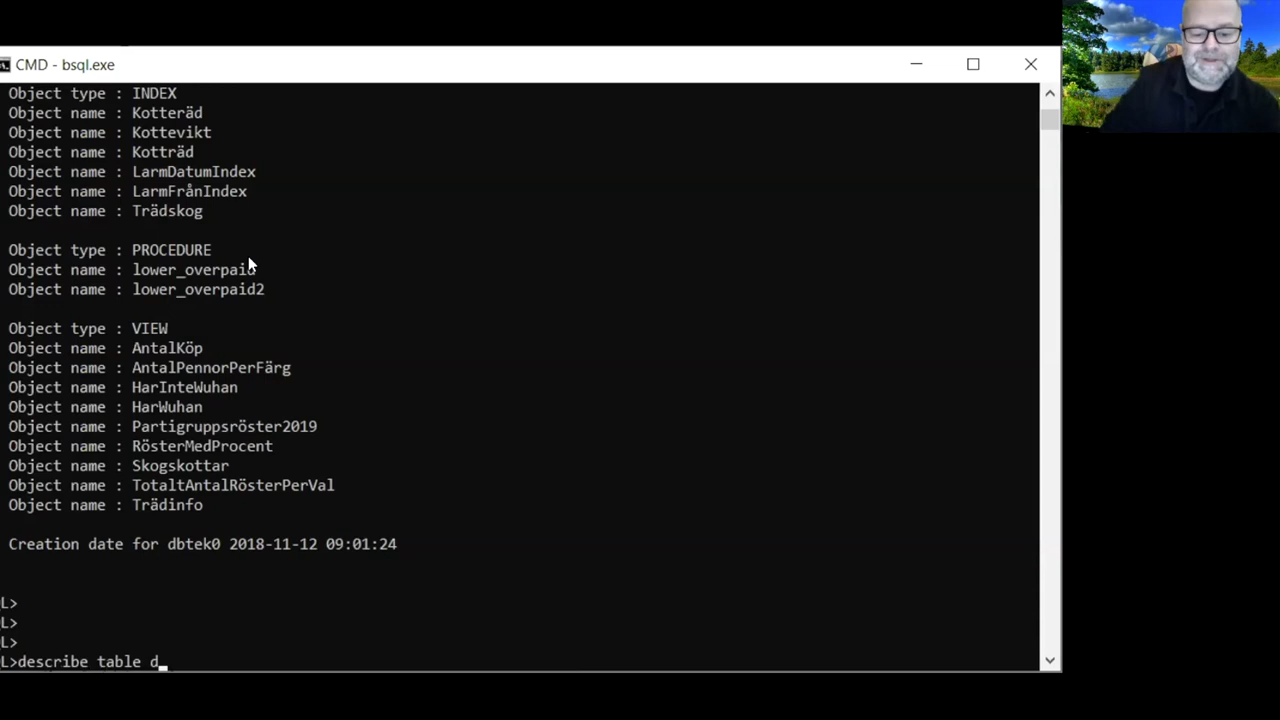 CMD - bsql.exe
Object type : INDEX
Object name : Kotteräd
Object name : Kottevikt
Object name : Kotträd
Object name : LarmDatumIndex
Object name : LarmFrånIndex
Object name : Trädskog
Object type : PROCEDURE
Object name : lower_overpaid
Object name : lower_overpaid2
Object type : VIEW
Object name : AntalKöp
Object name : AntalPennorPerFärg
Object name : HarInteWuhan
Object name : HarWuhan
Object name : Partigruppsröster2019
Object name : RösterMedProcent
Object name : Skogskottar
Object name : TotaltAntalRösterPerVal
Object name : Trädinfo
Creation date for dbtek0 2018-11-12 09:01:24
L>
L>
L>
L>describe table d_